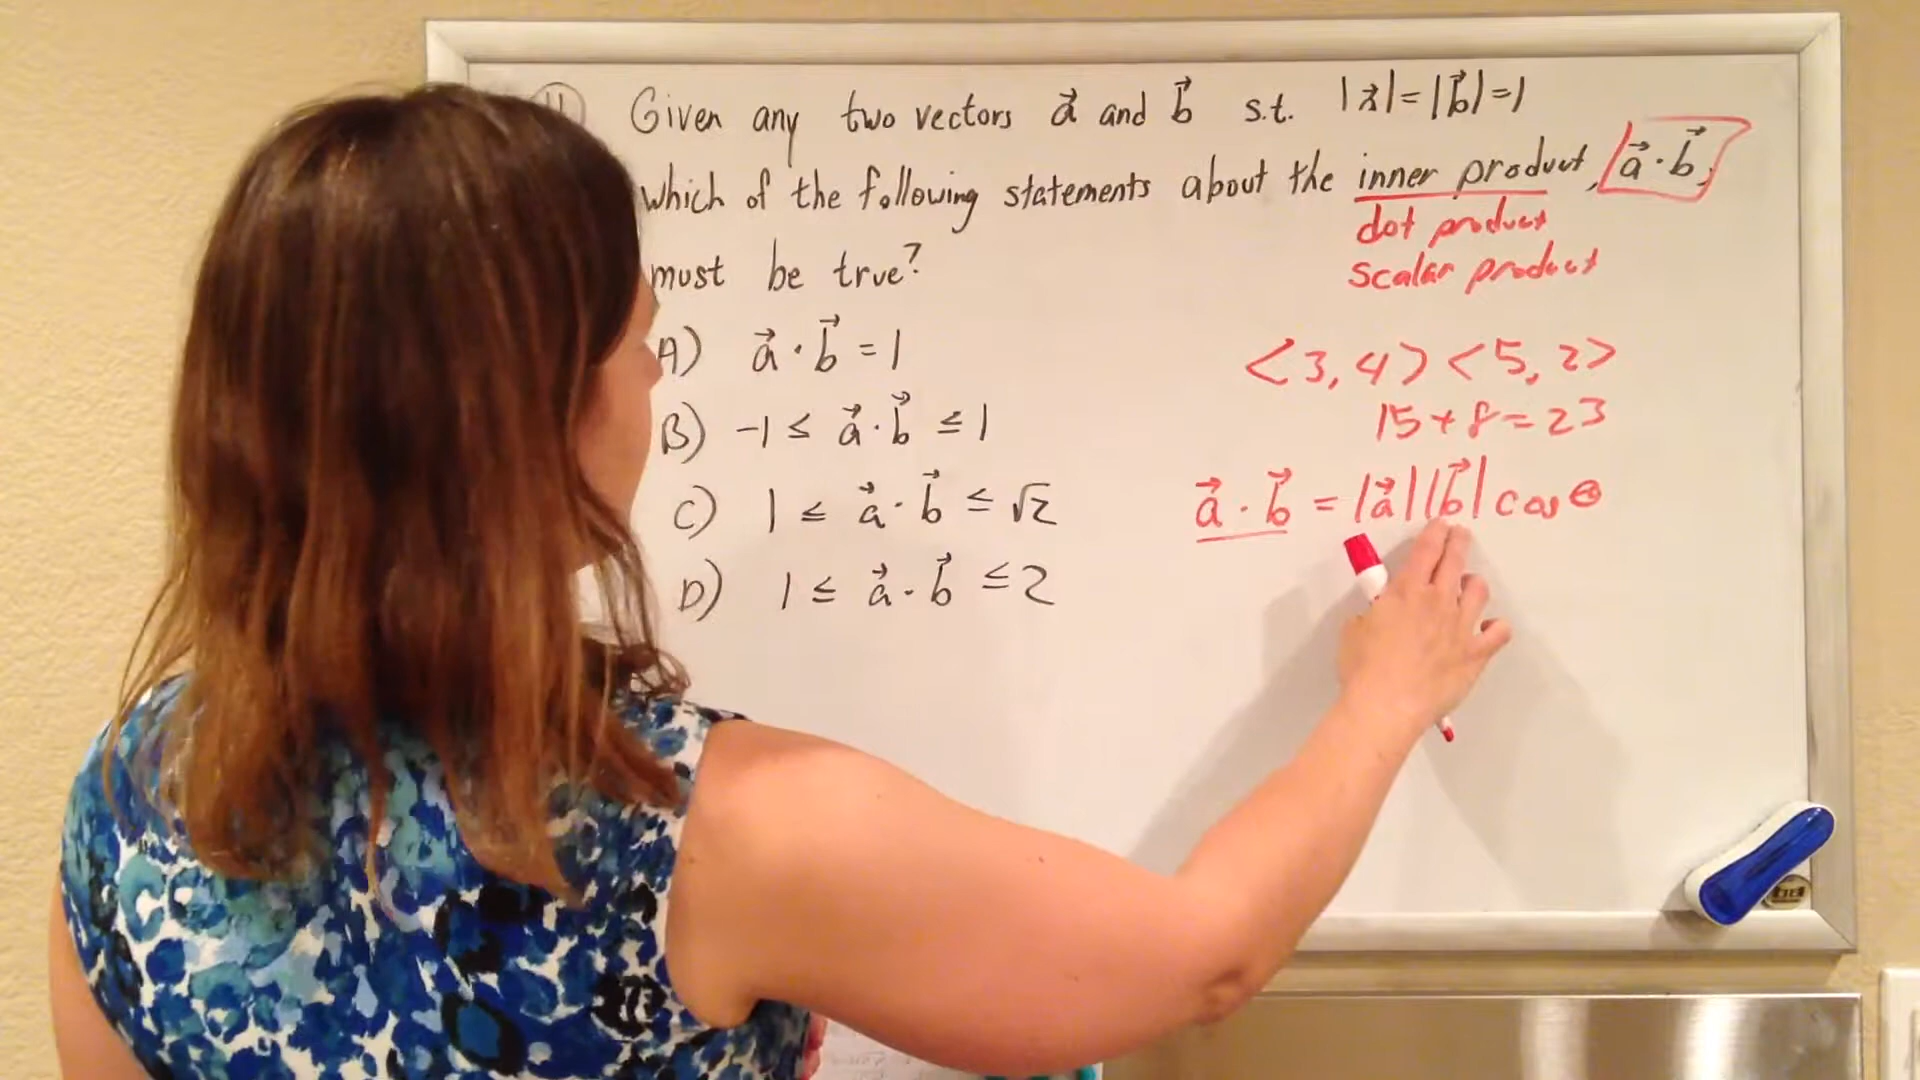 Given any two vectors a⃗ and b⃗ s.t. |a⃗| = |b⃗| = 1
which of the following statements about the inner product, a⃗ · b⃗,
dot product
scalar product
must be true?
A) a⃗ · b⃗ = 1
B) -1 ≤ a⃗ · b⃗ ≤ 1
C) 1 ≤ a⃗ · b⃗ ≤ √2
D) 1 ≤ a⃗ · b⃗ ≤ 2
<3, 4> <5, 2>
15 + 8 = 23
a⃗ · b⃗ = |a⃗| |b⃗| cos θ